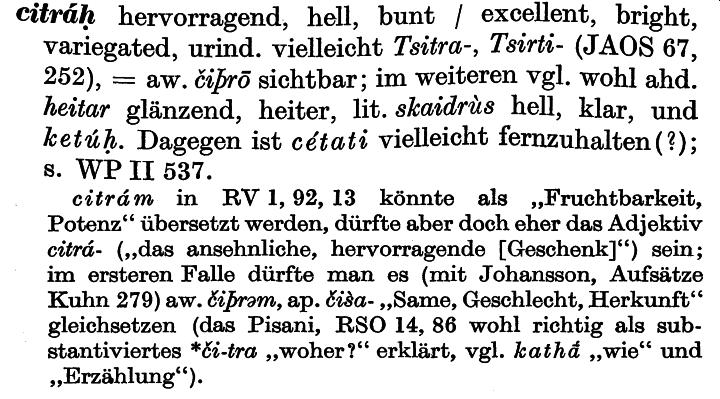 citráḥ hervorragend, hell, bunt / excellent, bright,
variegated, urind. vielleicht Tsitra-, Tsirti- (JAOS 67,
252), = aw. čiþrō sichtbar; im weiteren vgl. wohl ahd.
heitar glänzend, heiter, lit. skaidrùs hell, klar, und
ketúḥ. Dagegen ist cétati vielleicht fernzuhalten(?);
s. WP II 537.
citrám in RV 1, 92, 13 könnte als „Fruchtbarkeit,
Potenz“ übersetzt werden, dürfte aber doch eher das Adjektiv
citrá- („das ansehnliche, hervorragende [Geschenk]“) sein;
im ersteren Falle dürfte man es (mit Johansson, Aufsätze
Kuhn 279) aw. čiþrəm, ap. čiša- „Same, Geschlecht, Herkunft“
gleichsetzen (das Pisani, RSO 14, 86 wohl richtig als sub-
stantiviertes *či-tra „woher?“ erklärt, vgl. kathā́ „wie“ und
„Erzählung“).